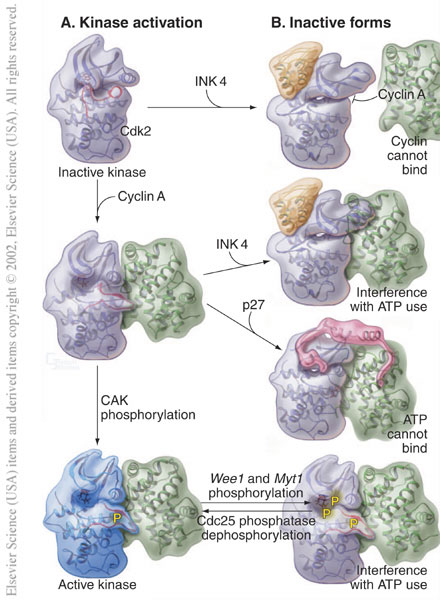 Elsevier Science (USA) items and derived items copyright © 2002, Elsevier Science (USA). All rights reserved.
A. Kinase activation
B. Inactive forms
INK 4
Cdk2
Cyclin A
Inactive kinase
Cyclin
cannot
bind
Cyclin A
INK 4
Interference
with ATP use
p27
ATP
cannot
bind
CAK
phosphorylation
Wee1 and Myt1
phosphorylation
Cdc25 phosphatase
dephosphorylation
P
P
P
P
Active kinase
Interference
with ATP use